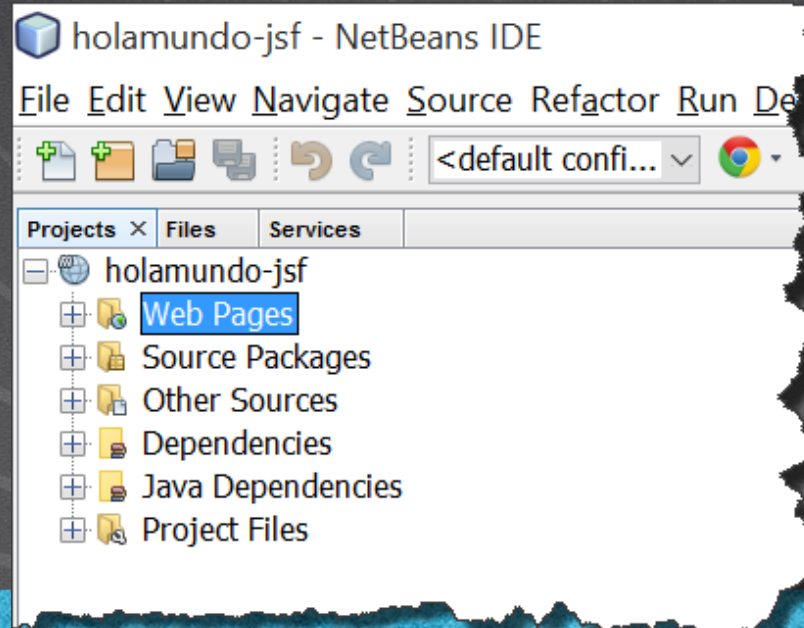 holamundo-jsf - NetBeans IDE
File Edit View Navigate Source Refactor Run De
<default confi...
Projects Files Services
holamundo-jsf
Web Pages
Source Packages
Other Sources
Dependencies
Java Dependencies
Project Files